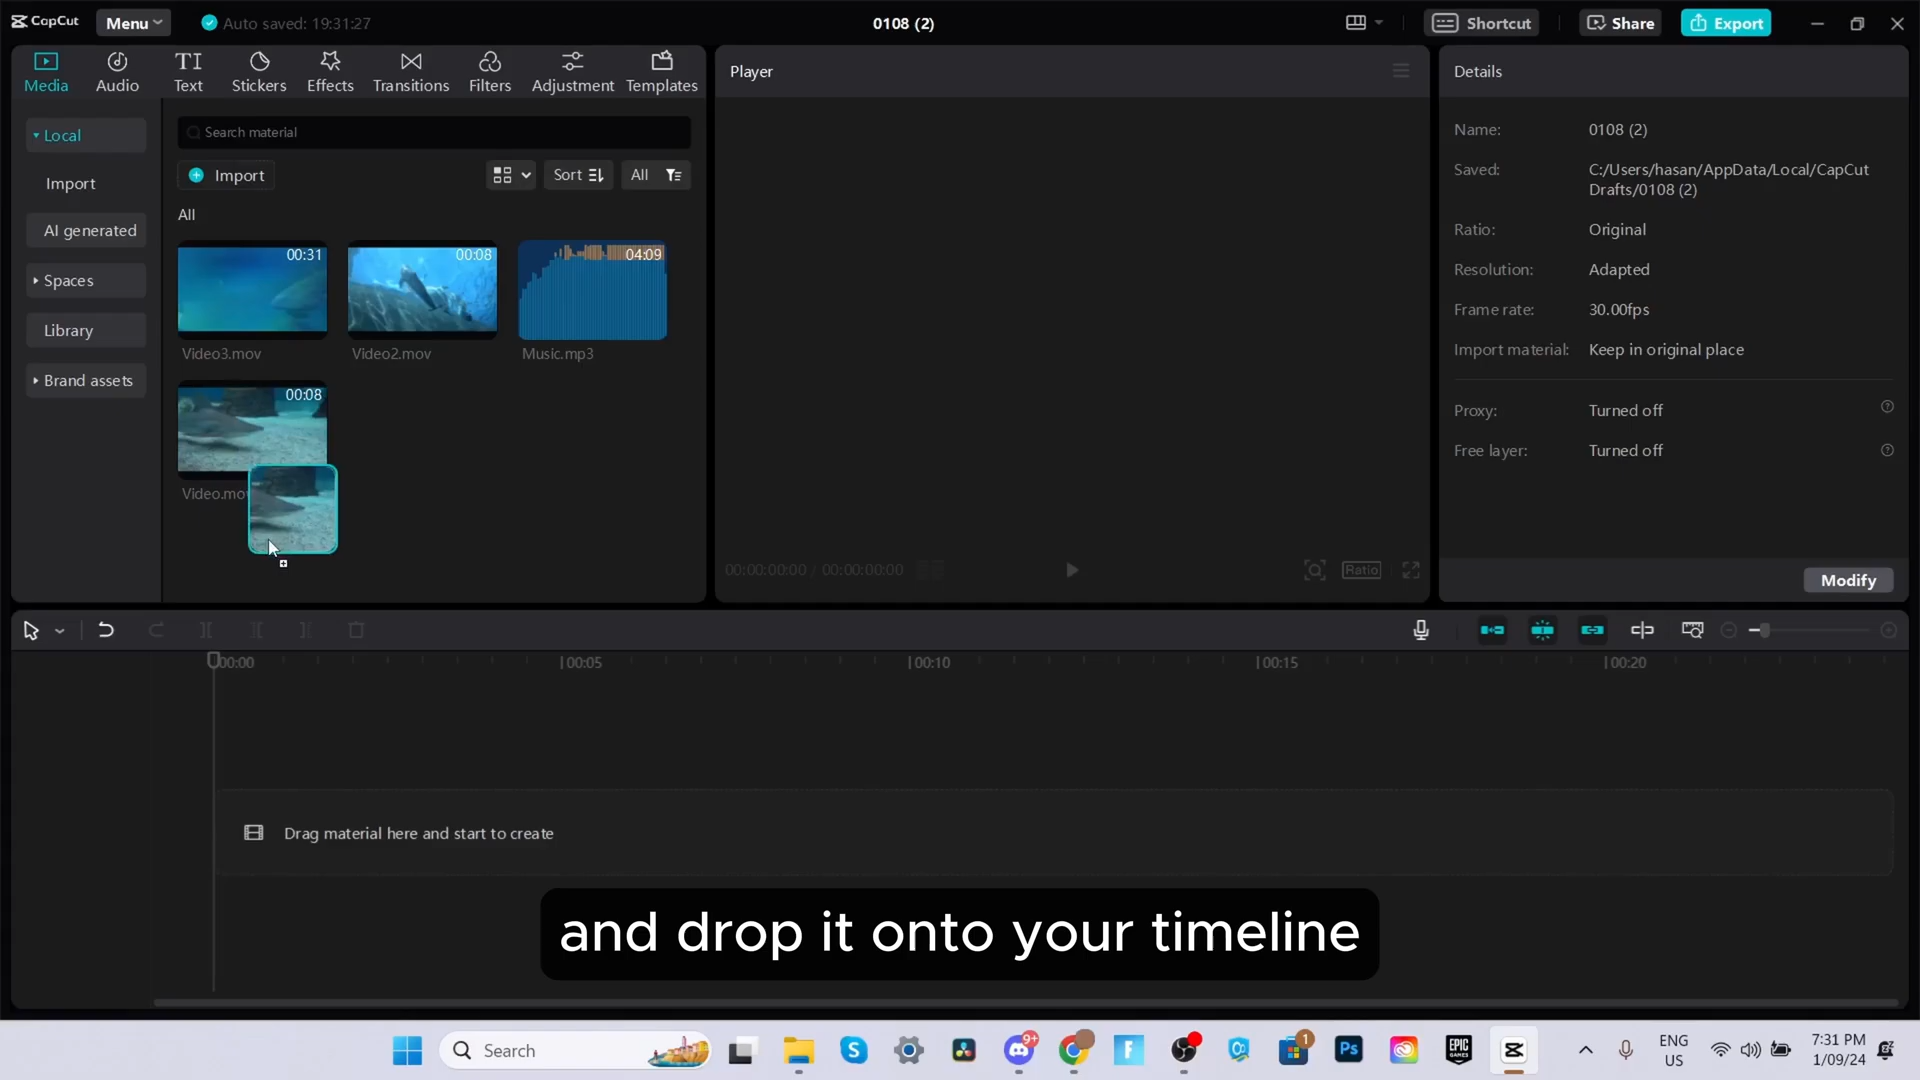 CapCut
Menu
Auto saved: 19:31:27
0108 (2)
Shortcut
Share
Export
Media
Audio
Text
Stickers
Effects
Transitions
Filters
Adjustment
Templates
Local
Import
AI generated
Spaces
Library
Brand assets
Search material
Import
Sort
All
All
00:31
00:08
04:09
Video3.mov
Video2.mov
Music.mp3
00:08
Video.mov
Player
00:00:00:00 / 00:00:00:00
Ratio
Details
Name: 0108 (2)
Saved: C:/Users/hasan/AppData/Local/CapCut
Drafts/0108 (2)
Ratio: Original
Resolution: Adapted
Frame rate: 30.00fps
Import material: Keep in original place
Proxy: Turned off
Free layer: Turned off
Modify
00:00
00:05
00:10
00:15
00:20
Drag material here and start to create
and drop it onto your timeline
Search
9+
1
Ps
EPIC
GAMES
ENG
US
7:31 PM
1/09/24